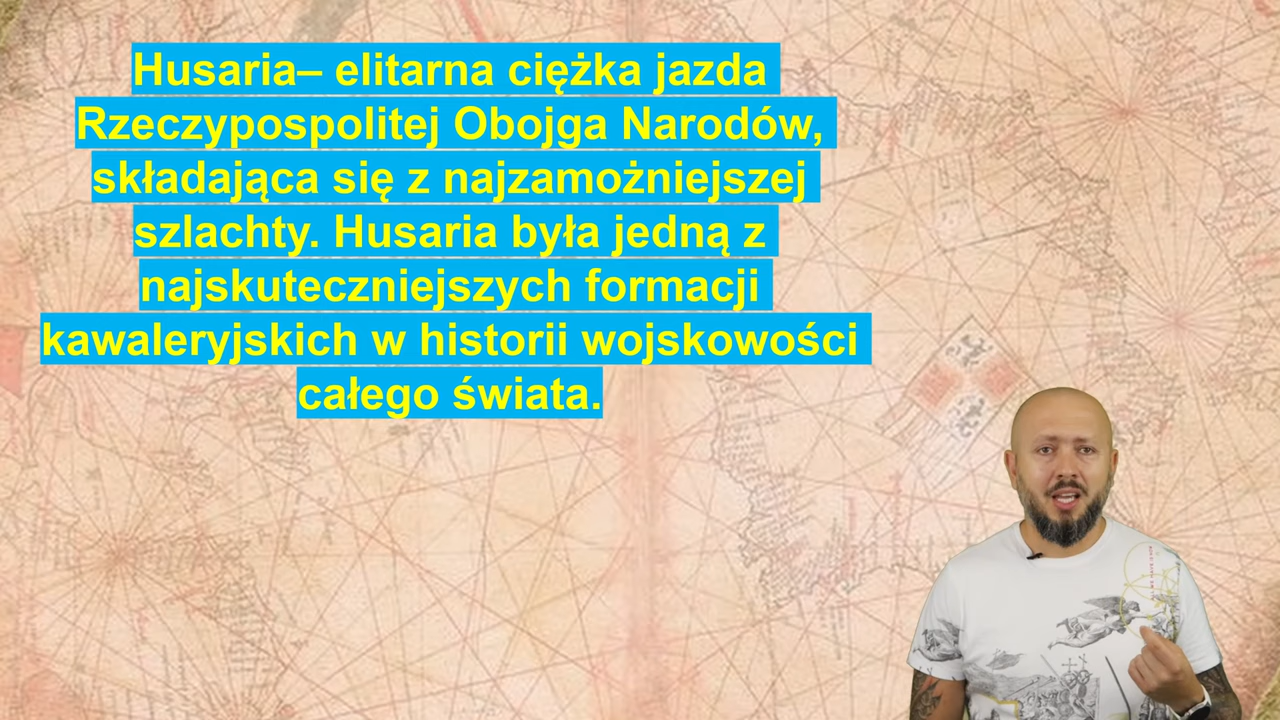 Husaria– elitarna ciężka jazda
Rzeczypospolitej Obojga Narodów,
składająca się z najzamożniejszej
szlachty. Husaria była jedną z
najskuteczniejszych formacji
kawaleryjskich w historii wojskowości
całego świata.